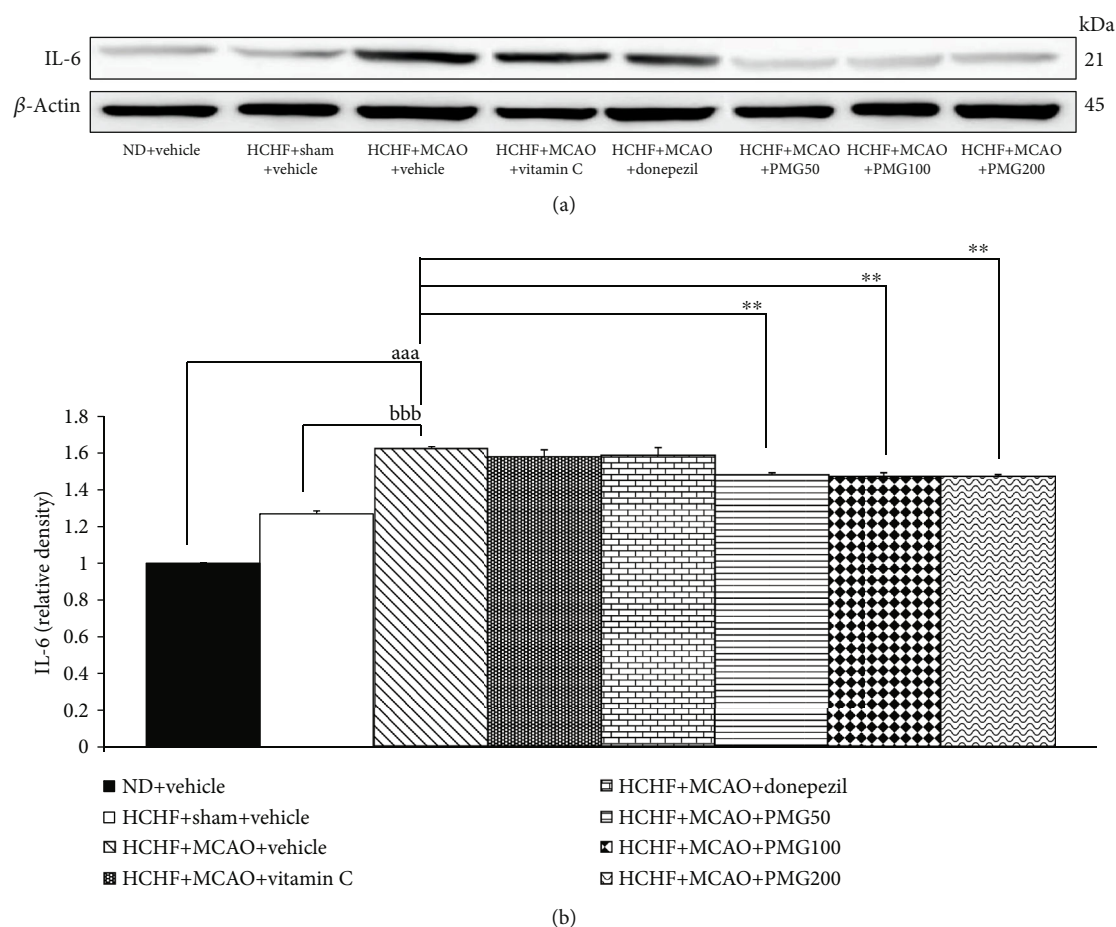 kDa
IL-6
21
β-Actin
45
ND+vehicle
HCHF+sham
+vehicle
HCHF+MCAO
+vehicle
HCHF+MCAO
+vitamin C
HCHF+MCAO
+donepezil
HCHF+MCAO
+PMG50
HCHF+MCAO
+PMG100
HCHF+MCAO
+PMG200
(a)
**
**
**
aaa
bbb
1.8
1.6
1.4
1.2
1
0.8
0.6
0.4
0.2
0
IL-6 (relative density)
ND+vehicle
HCHF+sham+vehicle
HCHF+MCAO+vehicle
HCHF+MCAO+vitamin C
HCHF+MCAO+donepezil
HCHF+MCAO+PMG50
HCHF+MCAO+PMG100
HCHF+MCAO+PMG200
(b)